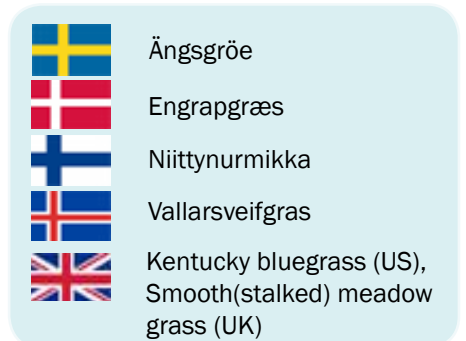 Ängsgröe
Engrapgræs
Niittynurmikka
Vallarsveifgras
Kentucky bluegrass (US),
Smooth(stalked) meadow
grass (UK)